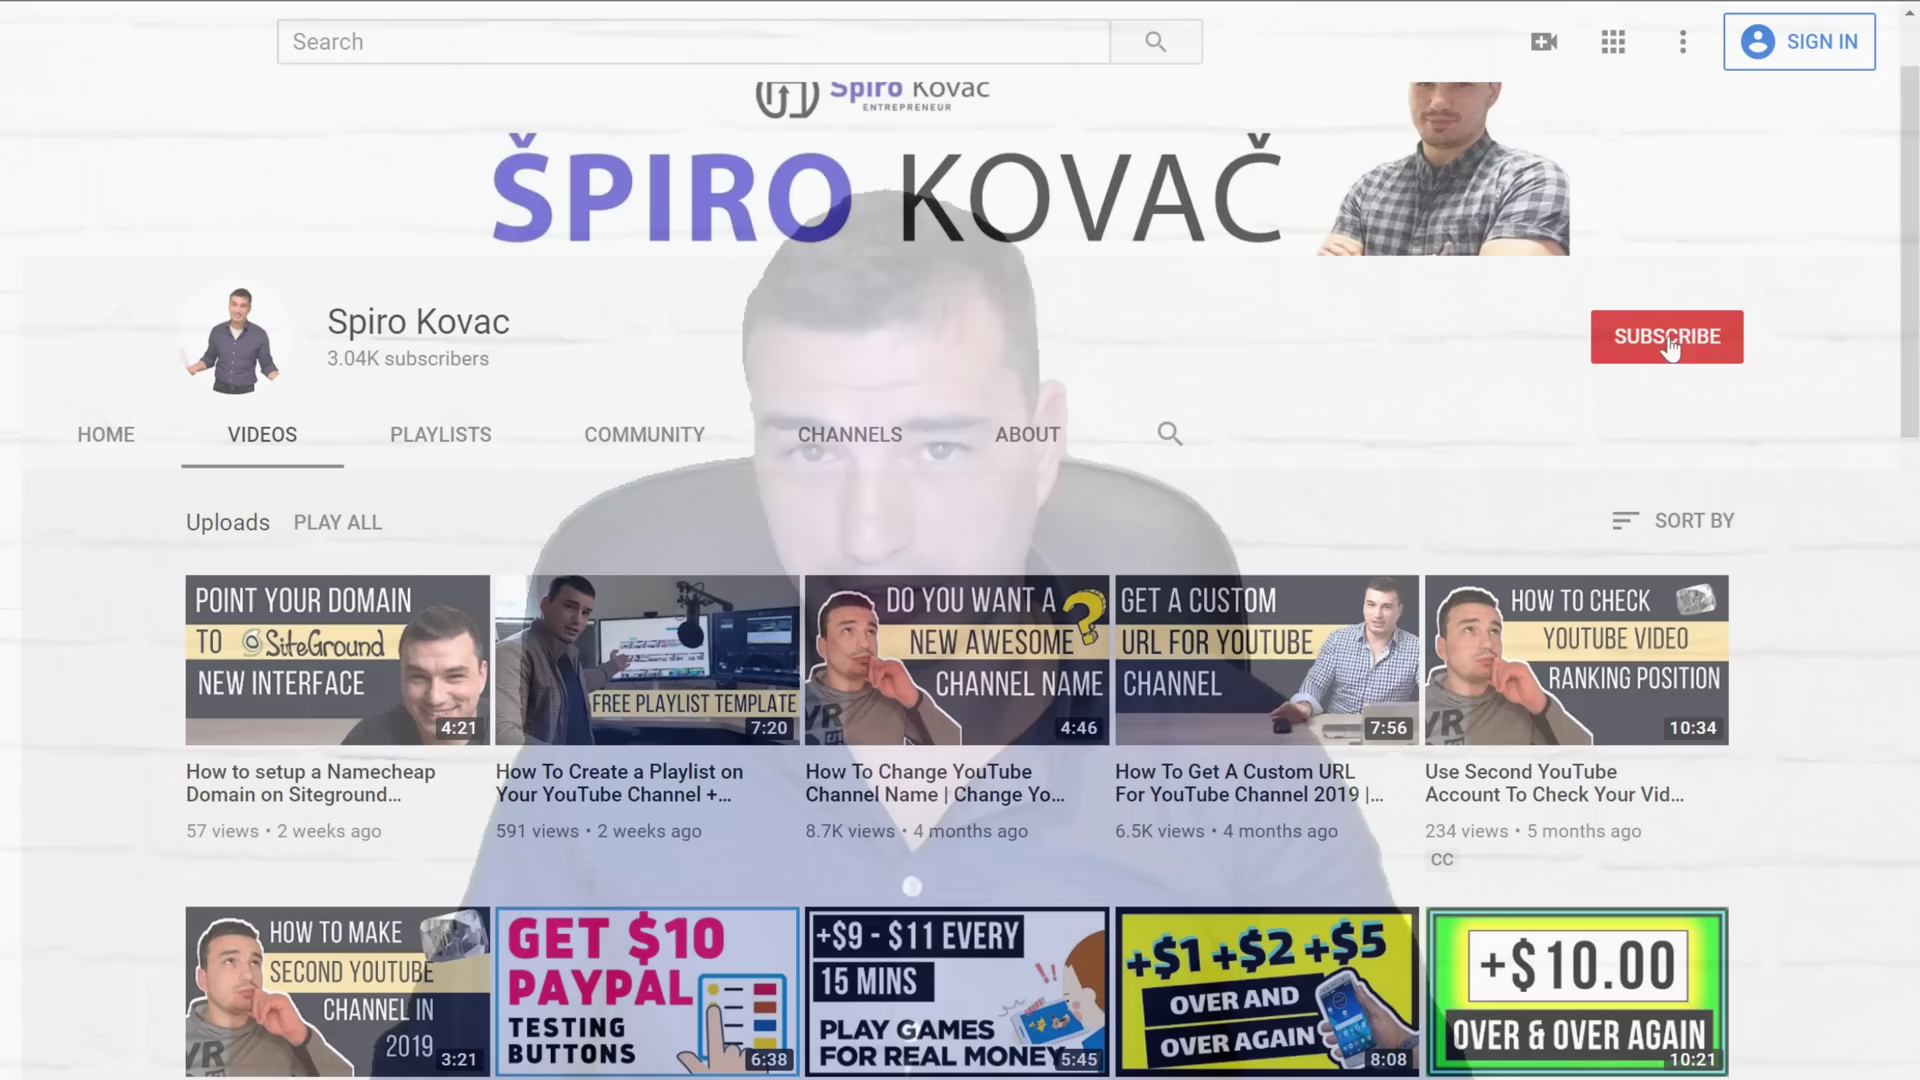 Search
SIGN IN
Spiro Kovac
ENTREPRENEUR
ŠPIRO KOVAČ
Spiro Kovac
3.04K subscribers
SUBSCRIBE
HOME VIDEOS PLAYLISTS COMMUNITY CHANNELS ABOUT
Uploads PLAY ALL
SORT BY
POINT YOUR DOMAIN
TO SiteGround
NEW INTERFACE
4:21
FREE PLAYLIST TEMPLATE
7:20
DO YOU WANT A
NEW AWESOME
CHANNEL NAME
?
VR
4:46
GET A CUSTOM
URL FOR YOUTUBE
CHANNEL
7:56
HOW TO CHECK
YOUTUBE VIDEO
RANKING POSITION
VR
10:34
How to setup a Namecheap
Domain on Siteground...
57 views • 2 weeks ago
How To Create a Playlist on
Your YouTube Channel +...
591 views • 2 weeks ago
How To Change YouTube
Channel Name | Change Yo...
8.7K views • 4 months ago
How To Get A Custom URL
For YouTube Channel 2019 |...
6.5K views • 4 months ago
Use Second YouTube
Account To Check Your Vid...
234 views • 5 months ago
CC
HOW TO MAKE
SECOND YOUTUBE
CHANNEL IN
2019
VR
3:21
GET $10
PAYPAL
TESTING
BUTTONS
6:38
+$9 - $11 EVERY
15 MINS
PLAY GAMES
FOR REAL MONEY
!!
5:45
+$1 +$2 +$5
OVER AND
OVER AGAIN
8:08
+$10.00
OVER & OVER AGAIN
10:21